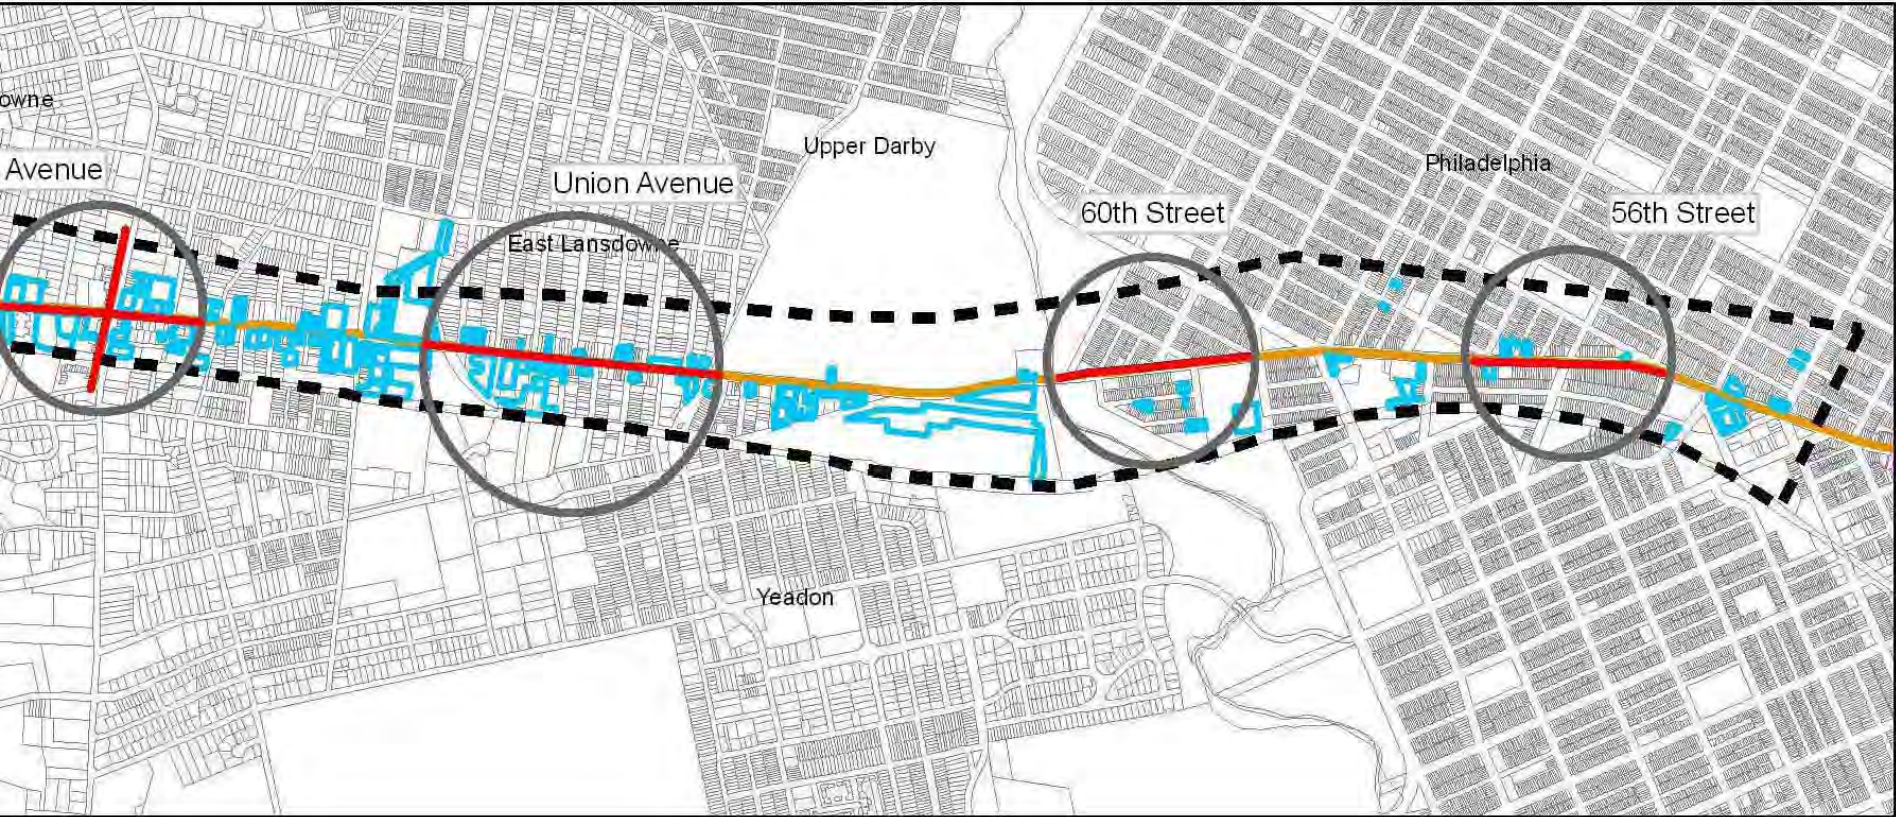 owne
Upper Darby
Philadelphia
Avenue
Union Avenue
60th Street
56th Street
East Lansdowne
Yeadon